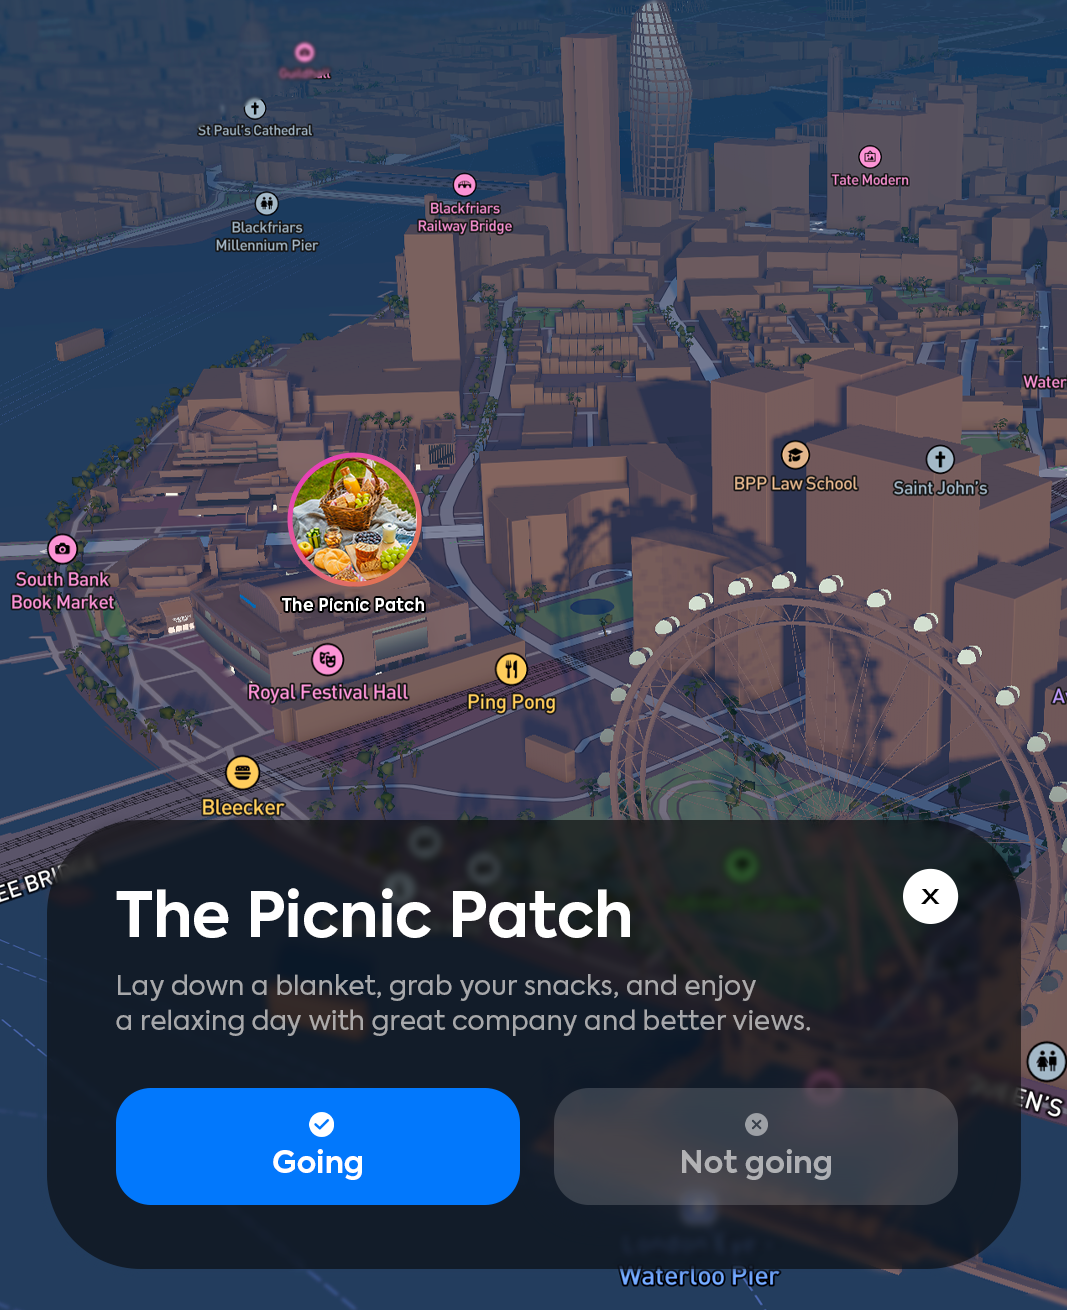 St Paul's Cathedral
Tate Modern
Blackfriars
Railway Bridge
Blackfriars
Millennium Pier
Water
BPP Law School
Saint John's
South Bank
Book Market
The Picnic Patch
Royal Festival Hall
Ping Pong
Bleecker
The Picnic Patch
X
Lay down a blanket, grab your snacks, and enjoy
a relaxing day with great company and better views.
EN'S
Going
Not going
Waterloo Pier